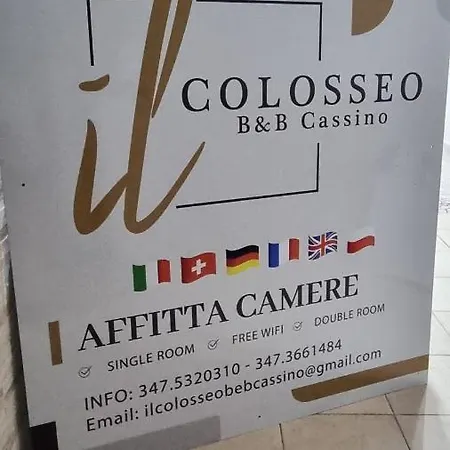 il
COLOSSEO
B&B Cassino
AFFITTA CAMERE
SINGLE ROOM FREE WIFI DOUBLE ROOM
INFO: 347.5320310 - 347.3661484
Email: ilcolosseobebcassino@gmail.com